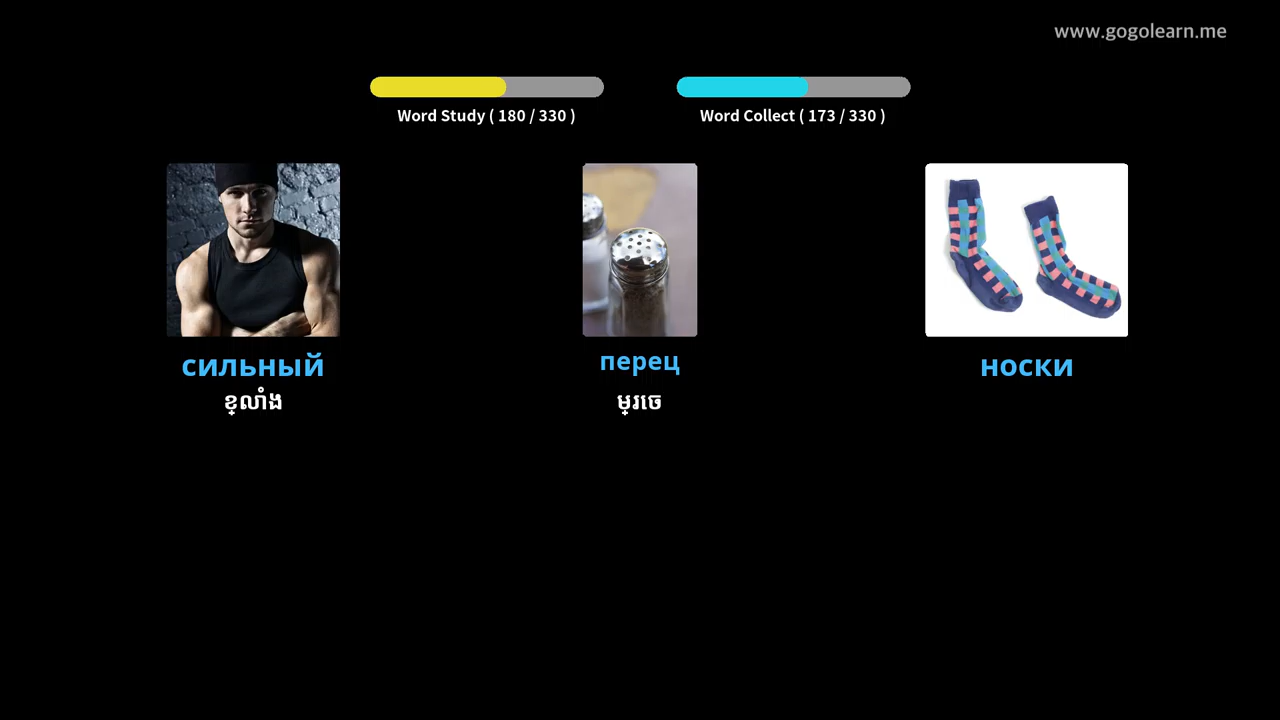 www.gogolearn.me
Word Study ( 180 / 330 )
Word Collect ( 173 / 330 )
сильный
перец
носки
ខ្លាំង
ម្រេច